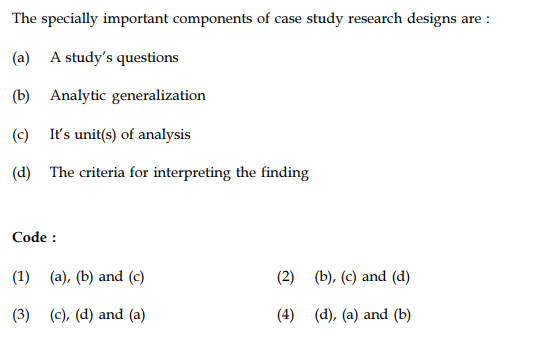 The specially important components of case study research designs are :
(a) A study's questions
(b) Analytic generalization
(c) It's unit(s) of analysis
(d) The criteria for interpreting the finding
Code :
(1) (a), (b) and (c) (2) (b), (c) and (d)
(3) (c), (d) and (a) (4) (d), (a) and (b)